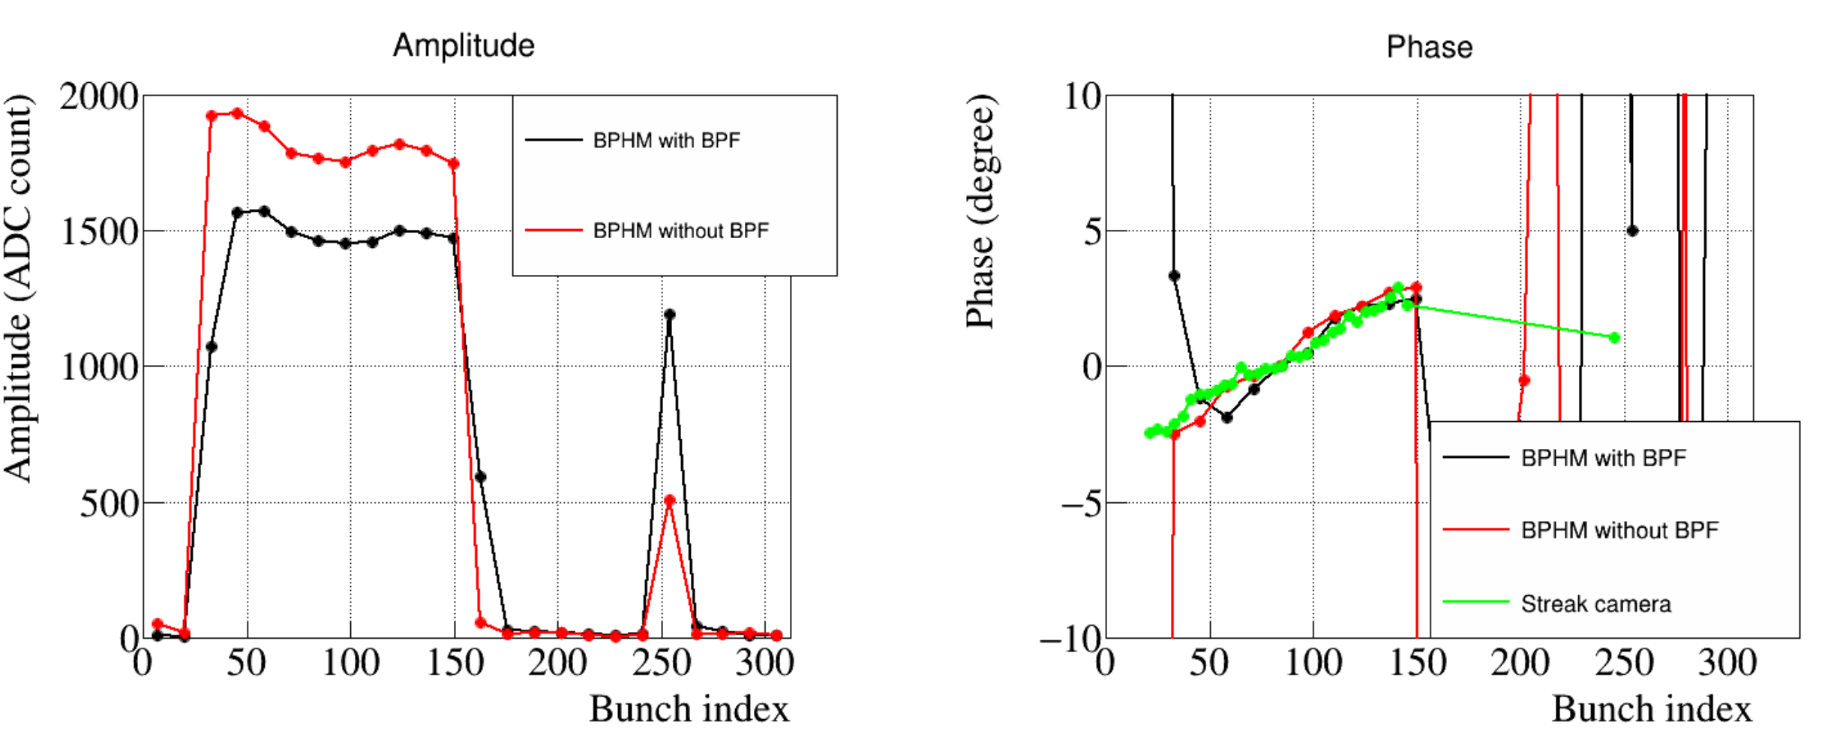 Amplitude
Amplitude (ADC count)
2000
1500
1000
500
0
0 50 100 150 200 250 300
Bunch index
BPHM with BPF
BPHM without BPF
Phase
Phase (degree)
10
5
0
−5
−10
0 50 100 150 200 250 300
Bunch index
BPHM with BPF
BPHM without BPF
Streak camera